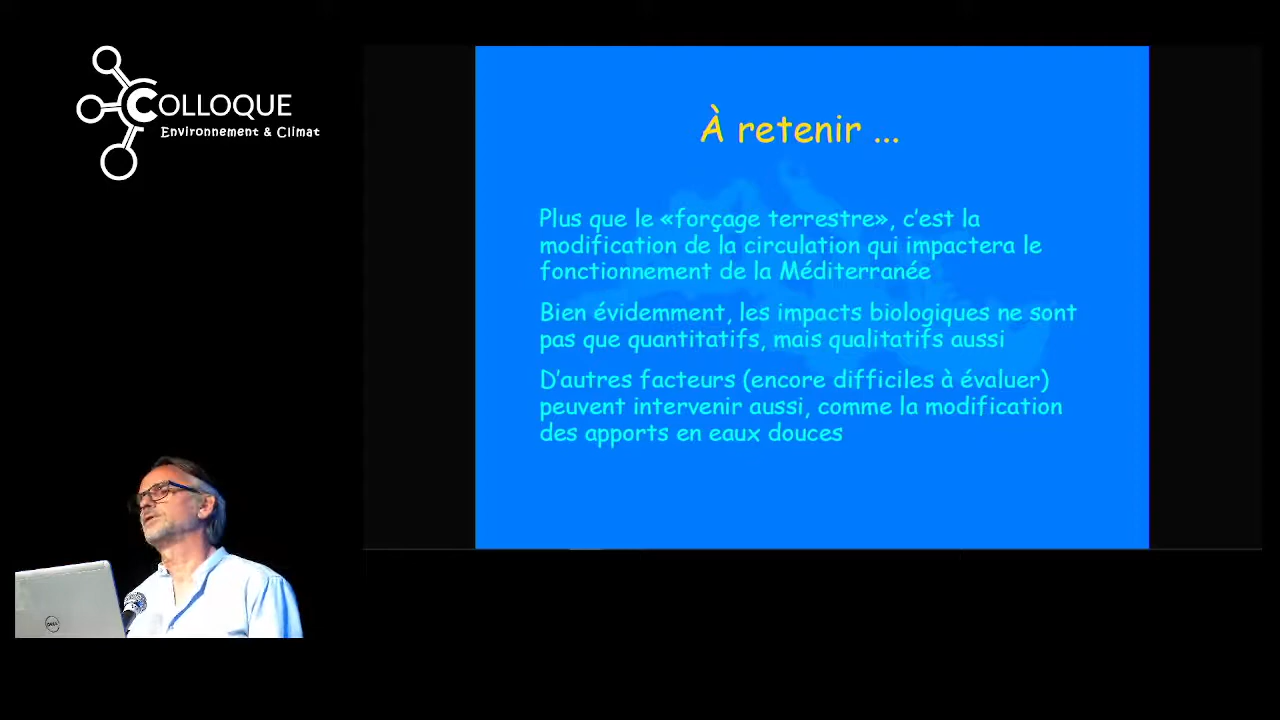 COLLOQUE
Environnement & Climat
À retenir ...
Plus que le «forçage terrestre», c’est la
modification de la circulation qui impactera le
fonctionnement de la Méditerranée
Bien évidemment, les impacts biologiques ne sont
pas que quantitatifs, mais qualitatifs aussi
D’autres facteurs (encore difficiles à évaluer)
peuvent intervenir aussi, comme la modification
des apports en eaux douces
DELL